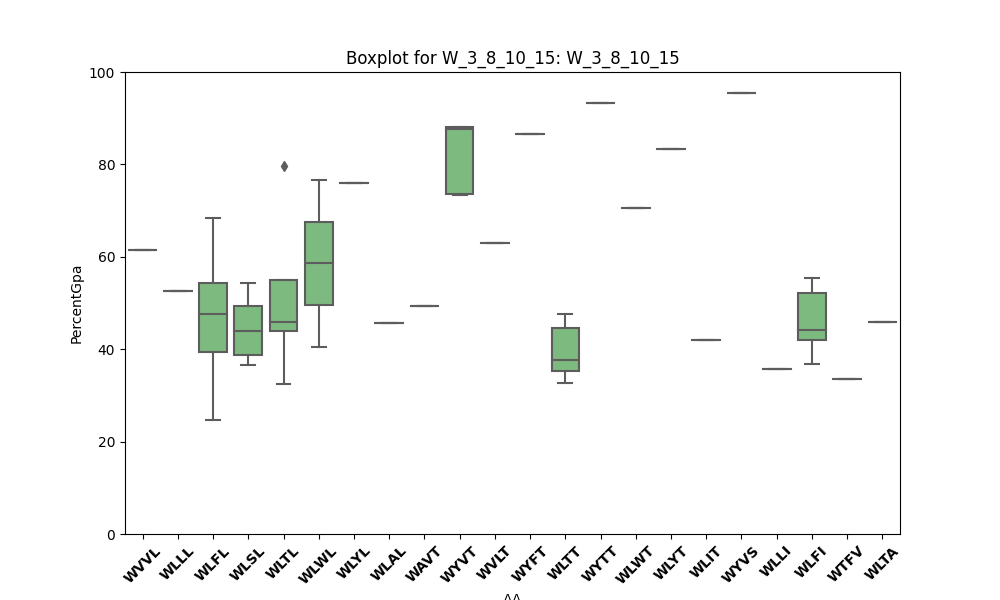 Boxplot for W_3_8_10_15: W_3_8_10_15
PercentGpa
100
80
60
40
20
0
WVVL WLLL WLFL WLSL WLTL WLWL WLYL WLAL WAVT WYVT WVLT WYFT WLTT WYTT WLWT WLYT WLIT WYVS WLLI WLFI WTFV WLTA
AA